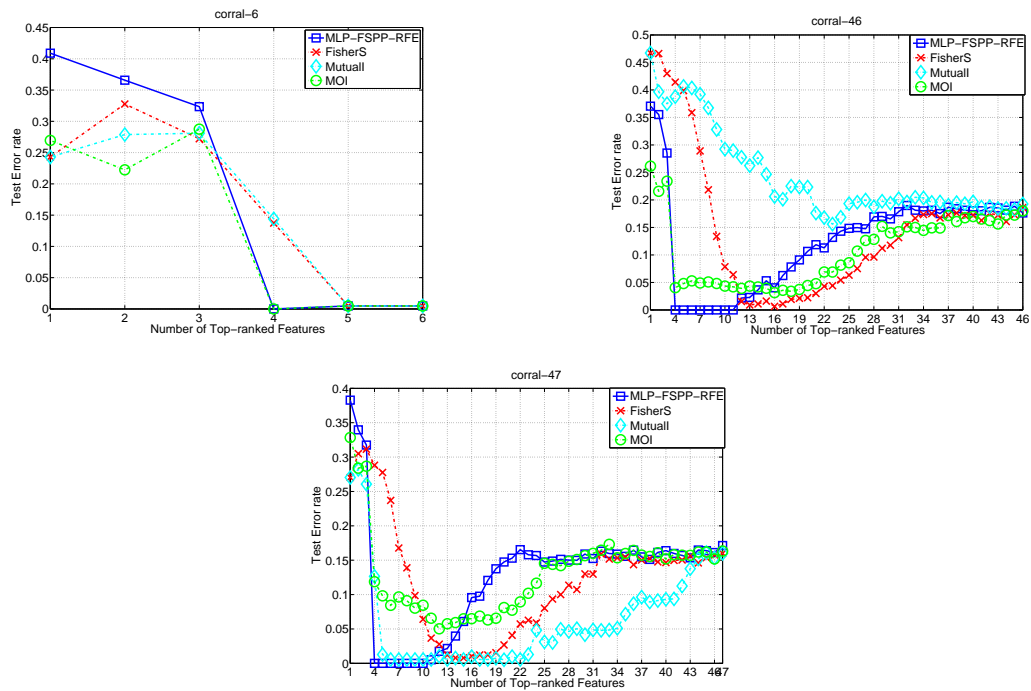 corral-6
0.45
0.4
0.35
0.3
0.25
0.2
0.15
0.1
0.05
0
1
2
3
4
5
6
Test Error rate
Number of Top-ranked Features
MLP-FSPP-RFE
FisherS
MutualI
MOI
corral-46
0.5
0.45
0.4
0.35
0.3
0.25
0.2
0.15
0.1
0.05
0
1 4 7 10 13 16 19 22 25 28 31 34 37 40 43 46
Test Error rate
Number of Top-ranked Features
MLP-FSPP-RFE
FisherS
MutualI
MOI
corral-47
0.4
0.35
0.3
0.25
0.2
0.15
0.1
0.05
0
1 4 7 10 13 16 19 22 25 28 31 34 37 40 43 46 47
Test Error rate
Number of Top-ranked Features
MLP-FSPP-RFE
FisherS
MutualI
MOI